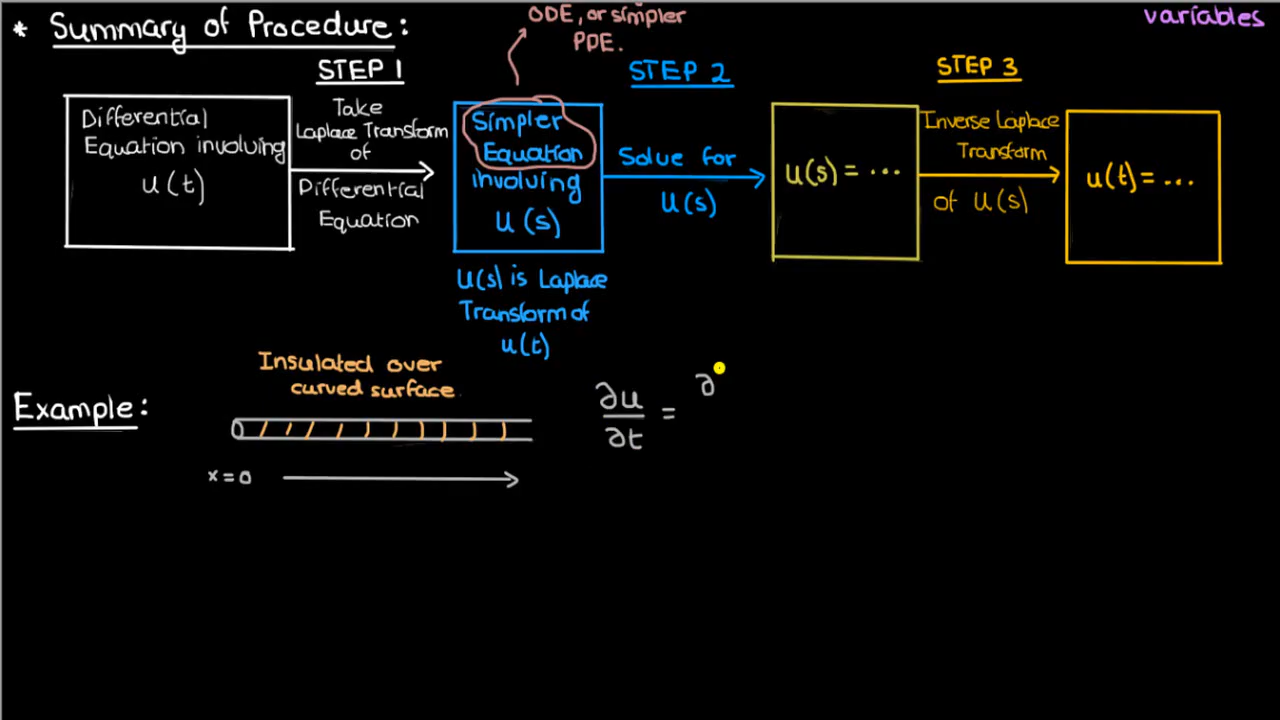 variables
* Summary of Procedure:
ODE, or simpler
PDE.
STEP 1
STEP 2
STEP 3
Differential
Equation involving
u(t)
Take
Laplace Transform
of
Differential
Equation
Simpler
Equation
involving
U(s)
Solve for
U(s)
U(s) = ...
Inverse Laplace
Transform
of U(s)
u(t) = ...
U(s) is Laplace
Transform of
u(t)
Example:
Insulated over
curved surface
x=0
∂u/∂t = ∂